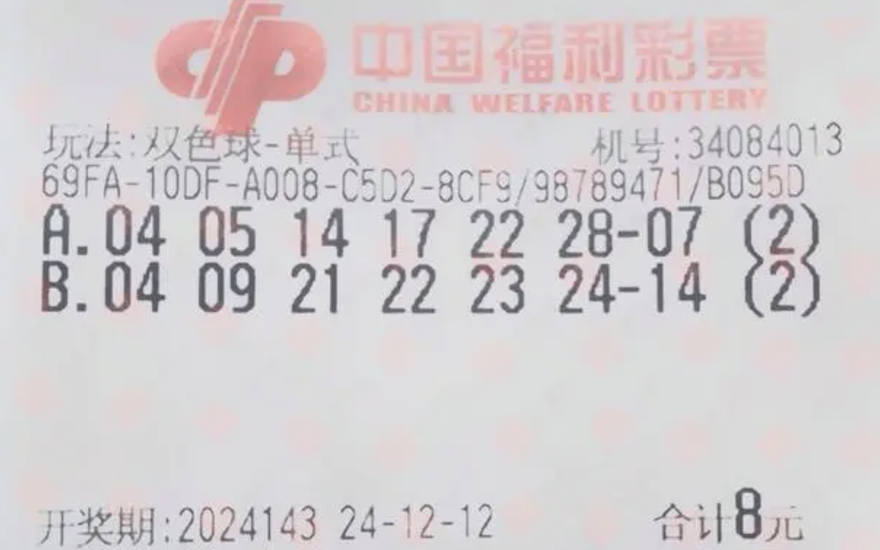 中国福利彩票
CHINA WELFARE LOTTERY
玩法:双色球-单式 机号:34084013
69FA-10DF-A008-C5D2-8CF9/98789471/B095D
A.04 05 14 17 22 28-07 (2)
B.04 09 21 22 23 24-14 (2)
开奖期:2024143 24-12-12 合计8元